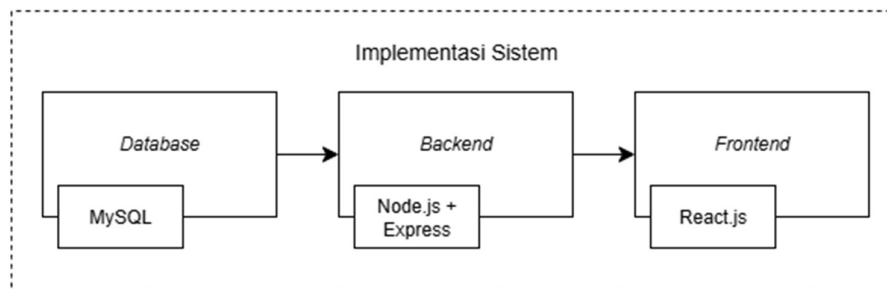 Implementasi Sistem
Database
Backend
Frontend
MySQL
Node.js +
Express
React.js